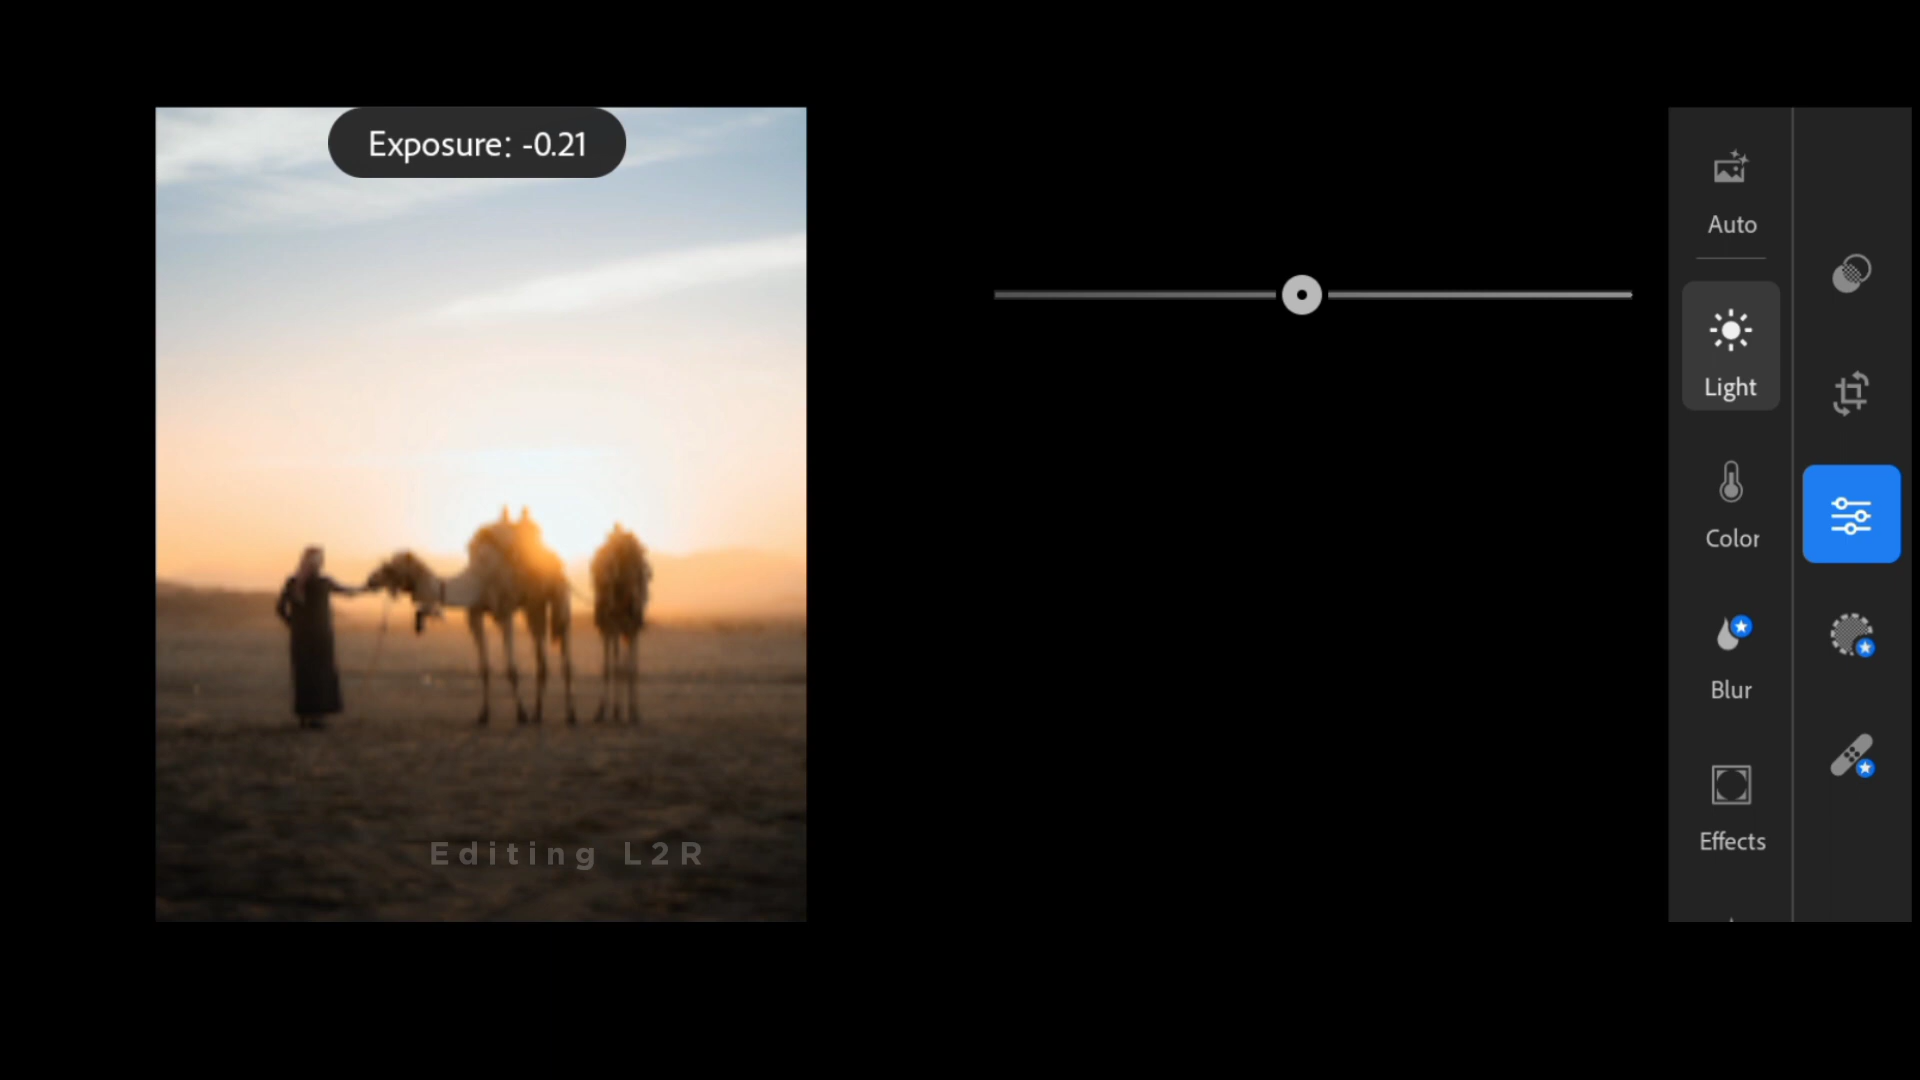 Exposure: -0.21
Auto
Light
Color
Blur
Effects
Editing L2R